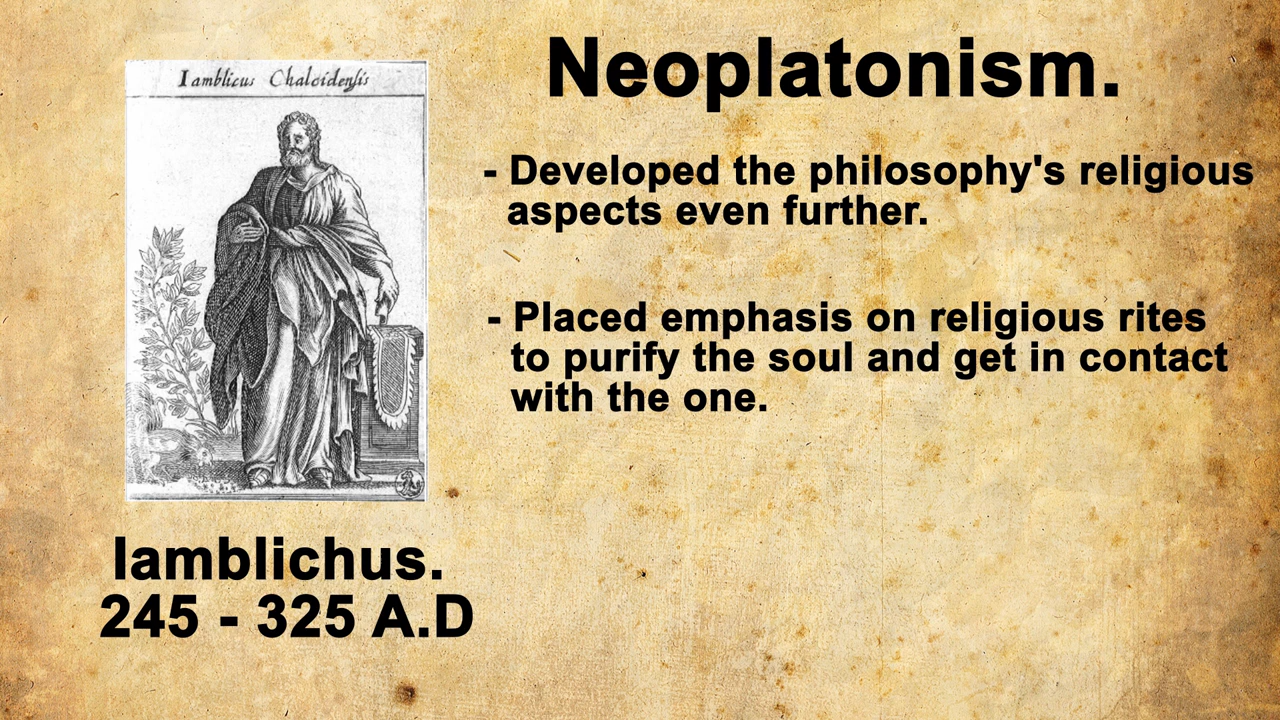 Iamblicus Chalcidensis
Iamblichus.
245 - 325 A.D
Neoplatonism.
- Developed the philosophy's religious
aspects even further.
- Placed emphasis on religious rites
to purify the soul and get in contact
with the one.